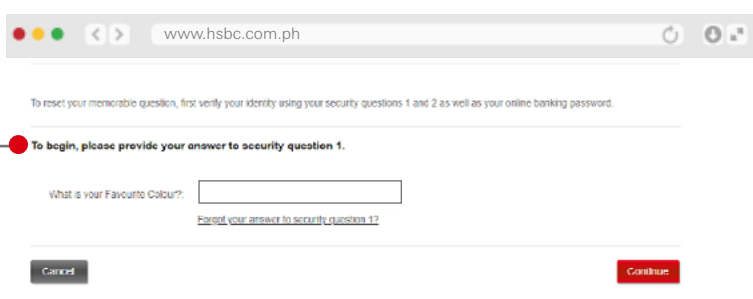 www.hsbc.com.ph
To reset your memorable question, first verify your identity using your security questions 1 and 2 as well as your online banking password.
To begin, please provide your answer to security question 1.
What is your Favourite Colour?:
Forgot your answer to security question 1?
Cancel Continue